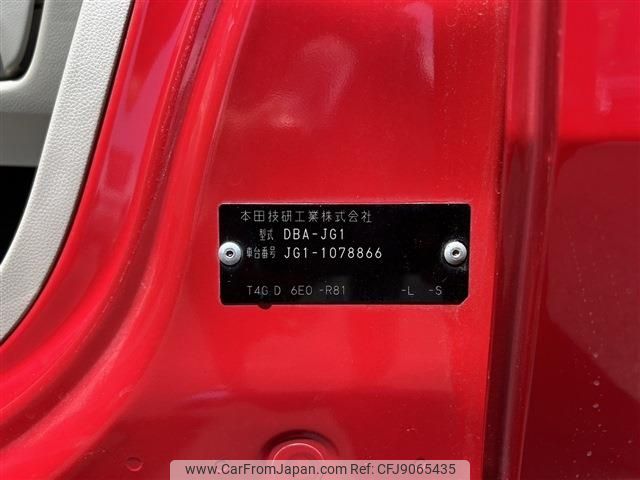 本田技研工業株式会社
型式 DBA-JG1
車台番号 JG1-1078866
T4G D 6E0 -R81 -L -S
www.CarFromJapan.com | ID: CFJ9065435